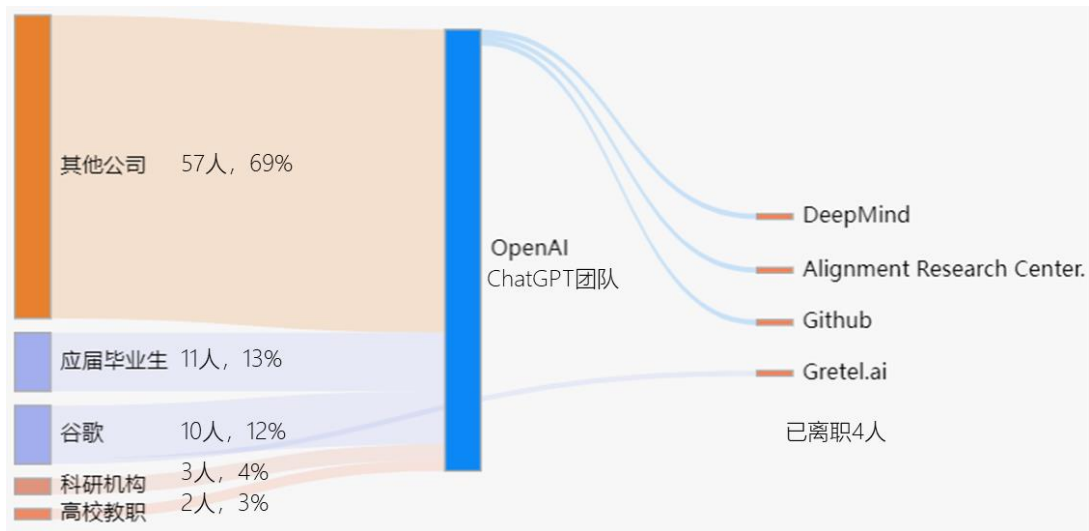 其他公司 57人，69%
应届毕业生 11人，13%
谷歌 10人，12%
科研机构 3人，4%
高校教职 2人，3%
OpenAI
ChatGPT团队
DeepMind
Alignment Research Center.
Github
Gretel.ai
已离职4人